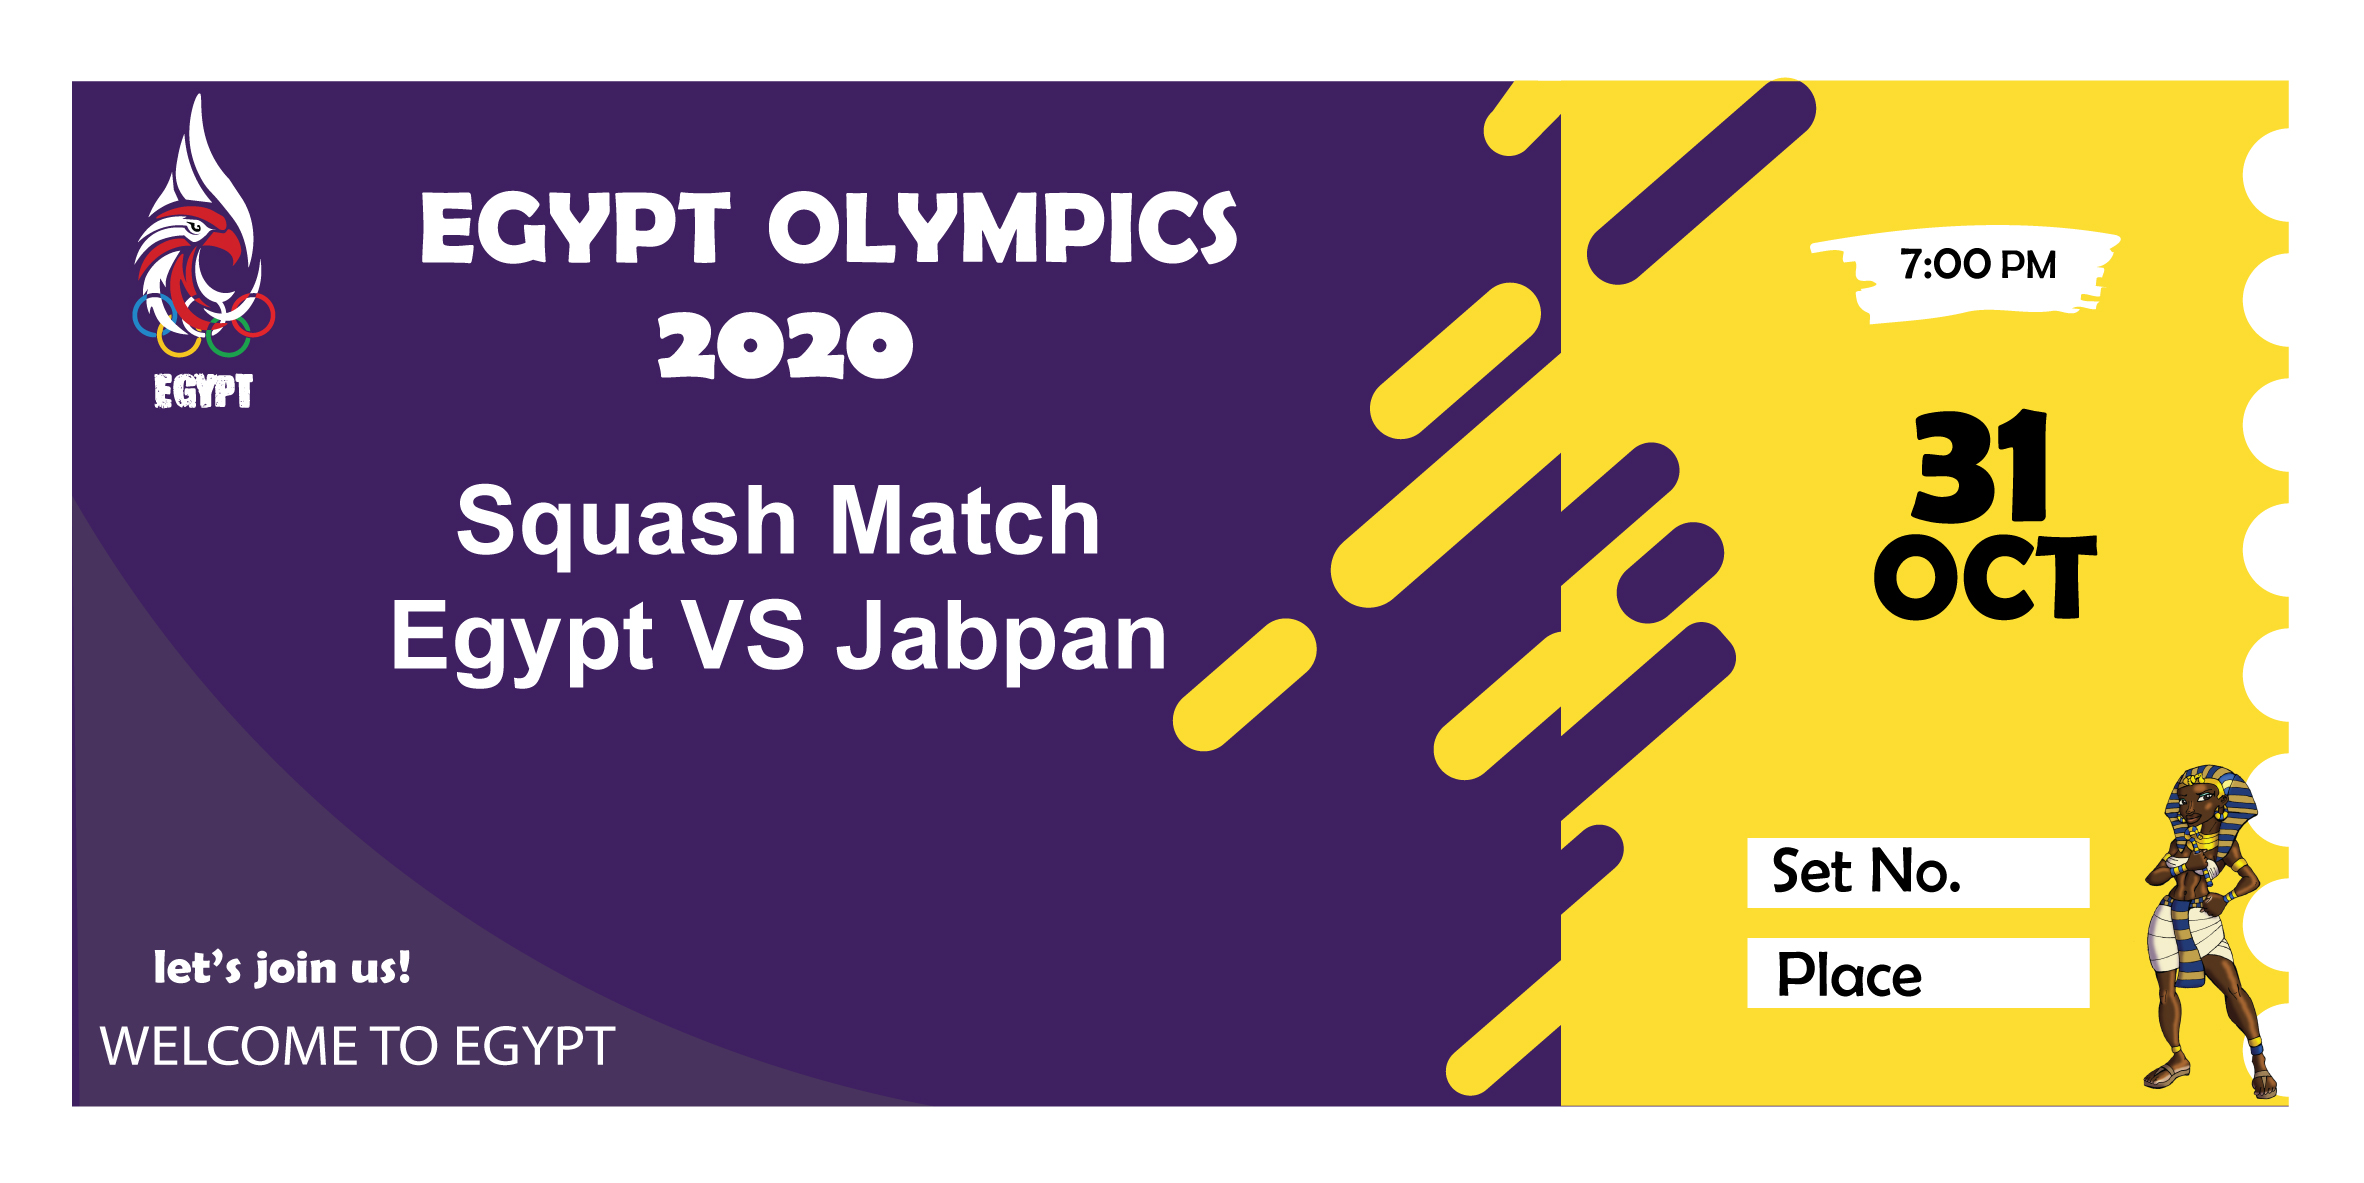 EGYPT
EGYPT OLYMPICS
2020
Squash Match
Egypt VS Jabpan
let's join us!
WELCOME TO EGYPT
7:00 PM
31
OCT
Set No.
Place